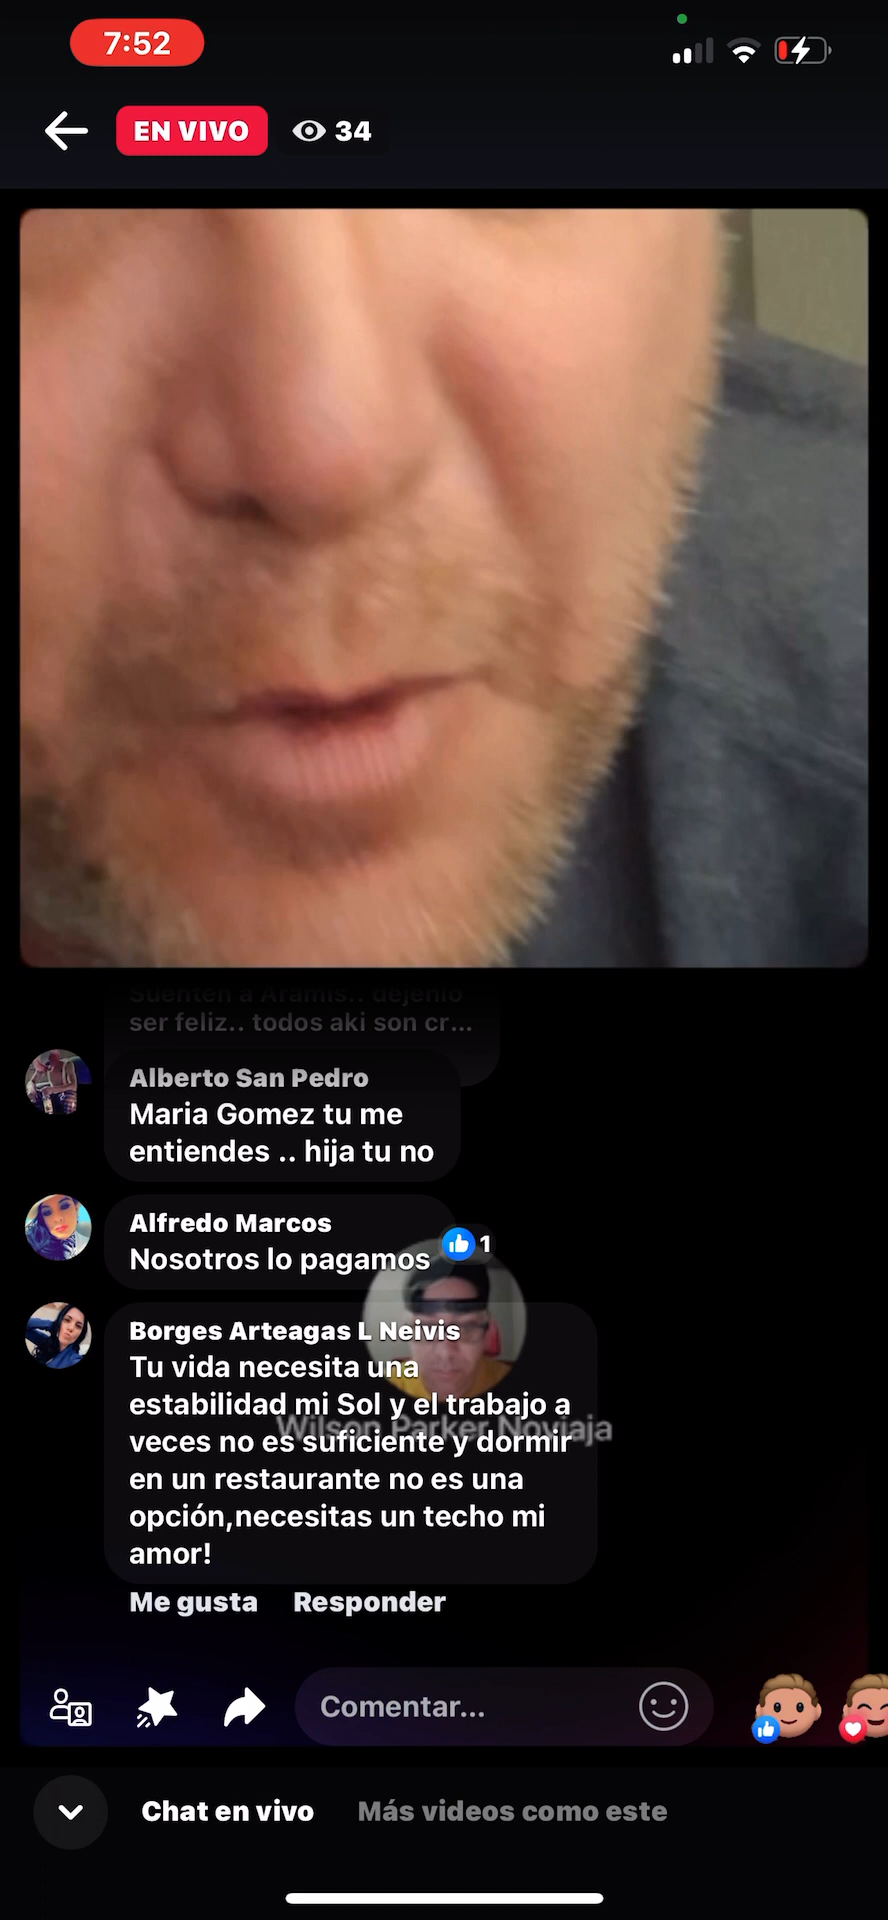 7:52
EN VIVO
34
Suenten a Aramis.. dejenlo
ser feliz.. todos aki son cr...
Alberto San Pedro
Maria Gomez tu me
entiendes .. hija tu no
Alfredo Marcos
Nosotros lo pagamos
1
Borges Arteagas L Neivis
Tu vida necesita una
estabilidad mi Sol y el trabajo a
Wilson Parker Noviaja
veces no es suficiente y dormir
en un restaurante no es una
opción,necesitas un techo mi
amor!
Me gusta Responder
Comentar...
Chat en vivo Más videos como este